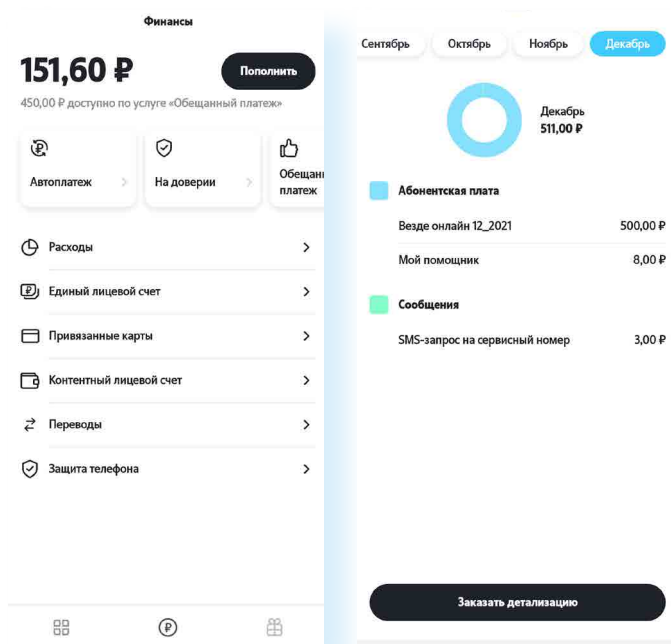 Финансы
151,60 ₽
Пополнить
450,00 ₽ доступно по услуге «Обещанный платеж»
Автоплатеж
На доверии
платеж
Расходы
Единый лицевой счет
Привязанные карты
Контентный лицевой счет
Переводы
Защита телефона
Сентябрь Октябрь Ноябрь Декабрь
Декабрь
511,00 ₽
Абонентская плата
Везде онлайн 12_2021 500,00 ₽
Мой помощник 8,00 ₽
Сообщения
SMS-запрос на сервисный номер 3,00 ₽
Заказать детализацию